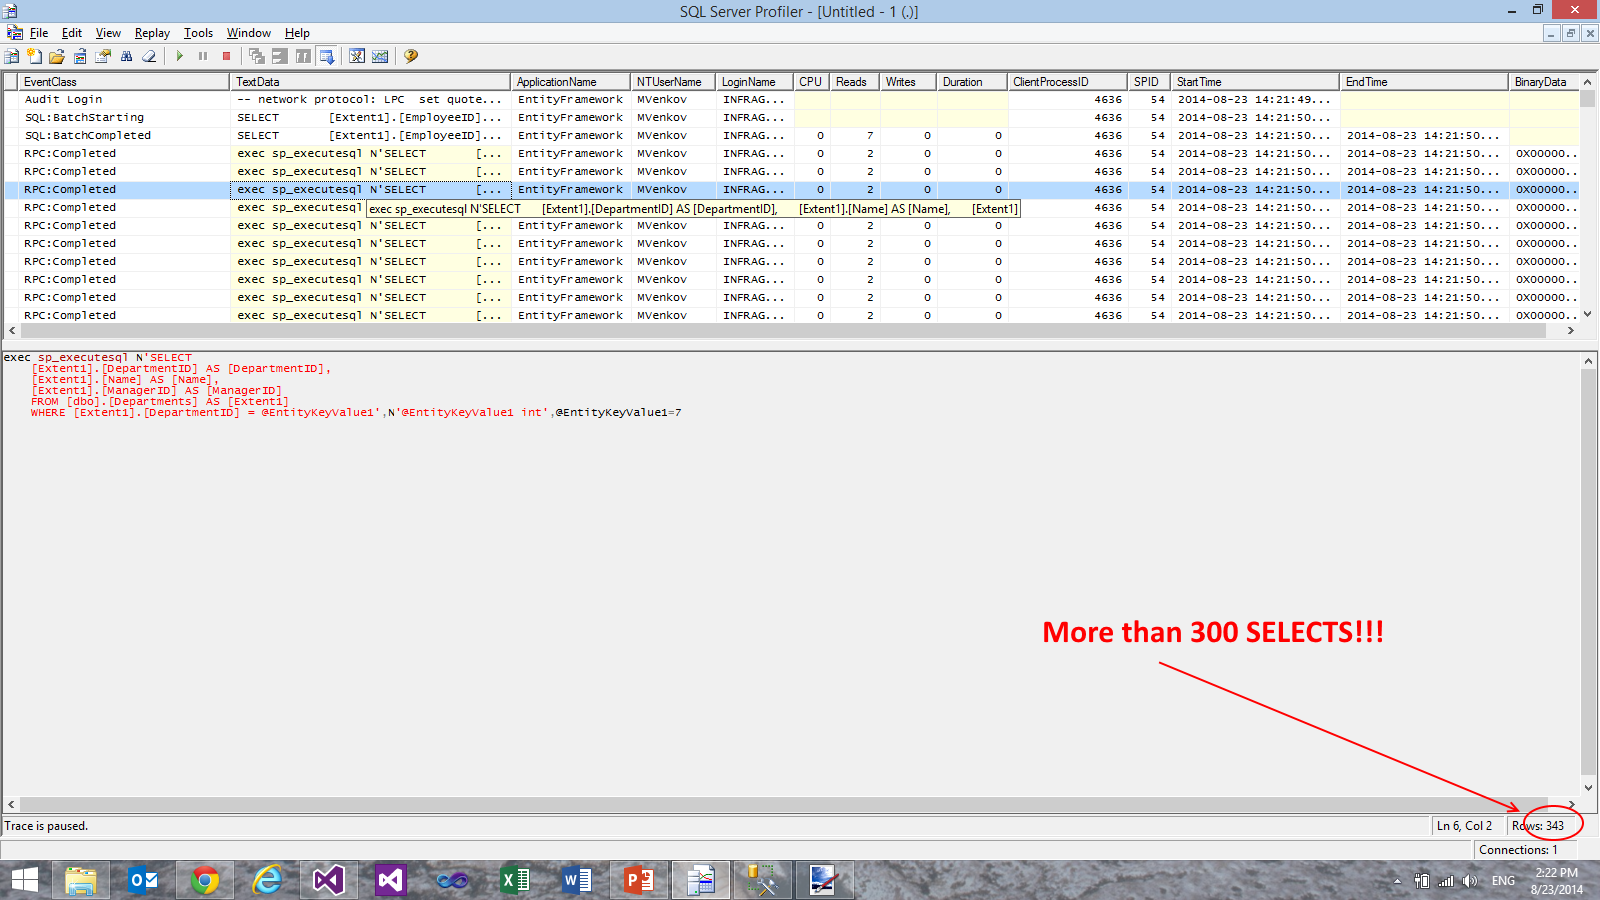 SQL Server Profiler - [Untitled - 1 (.)]
File Edit View Replay Tools Window Help
EventClass TextData ApplicationName NTUserName LoginName CPU Reads Writes Duration ClientProcessID SPID StartTime EndTime BinaryData
Audit Login -- network protocol: LPC set quote... EntityFramework MVenkov INFRAG... 4636 54 2014-08-23 14:21:49...
SQL:BatchStarting SELECT [Extent1].[EmployeeID]... EntityFramework MVenkov INFRAG... 4636 54 2014-08-23 14:21:50...
SQL:BatchCompleted SELECT [Extent1].[EmployeeID]... EntityFramework MVenkov INFRAG... 0 7 0 0 4636 54 2014-08-23 14:21:50... 2014-08-23 14:21:50...
RPC:Completed exec sp_executesql N'SELECT [... EntityFramework MVenkov INFRAG... 0 2 0 0 4636 54 2014-08-23 14:21:50... 2014-08-23 14:21:50... 0X00000..
RPC:Completed exec sp_executesql N'SELECT [... EntityFramework MVenkov INFRAG... 0 2 0 0 4636 54 2014-08-23 14:21:50... 2014-08-23 14:21:50... 0X00000..
RPC:Completed exec sp_executesql N'SELECT [... EntityFramework MVenkov INFRAG... 0 2 0 0 4636 54 2014-08-23 14:21:50... 2014-08-23 14:21:50... 0X00000..
RPC:Completed exec sp_executesql 4636 54 2014-08-23 14:21:50... 2014-08-23 14:21:50... 0X00000..
exec sp_executesql N'SELECT [Extent1].[DepartmentID] AS [DepartmentID], [Extent1].[Name] AS [Name], [Extent1]
RPC:Completed exec sp_executesql N'SELECT [... EntityFramework MVenkov INFRAG... 0 2 0 0 4636 54 2014-08-23 14:21:50... 2014-08-23 14:21:50... 0X00000..
RPC:Completed exec sp_executesql N'SELECT [... EntityFramework MVenkov INFRAG... 0 2 0 0 4636 54 2014-08-23 14:21:50... 2014-08-23 14:21:50... 0X00000..
RPC:Completed exec sp_executesql N'SELECT [... EntityFramework MVenkov INFRAG... 0 2 0 0 4636 54 2014-08-23 14:21:50... 2014-08-23 14:21:50... 0X00000..
RPC:Completed exec sp_executesql N'SELECT [... EntityFramework MVenkov INFRAG... 0 2 0 0 4636 54 2014-08-23 14:21:50... 2014-08-23 14:21:50... 0X00000..
RPC:Completed exec sp_executesql N'SELECT [... EntityFramework MVenkov INFRAG... 0 2 0 0 4636 54 2014-08-23 14:21:50... 2014-08-23 14:21:50... 0X00000..
RPC:Completed exec sp_executesql N'SELECT [... EntityFramework MVenkov INFRAG... 0 2 0 0 4636 54 2014-08-23 14:21:50... 2014-08-23 14:21:50... 0X00000..
exec sp_executesql N'SELECT
[Extent1].[DepartmentID] AS [DepartmentID],
[Extent1].[Name] AS [Name],
[Extent1].[ManagerID] AS [ManagerID]
FROM [dbo].[Departments] AS [Extent1]
WHERE [Extent1].[DepartmentID] = @EntityKeyValue1',N'@EntityKeyValue1 int',@EntityKeyValue1=7
More than 300 SELECTS!!!
Trace is paused. Ln 6, Col 2 Rows: 343
Connections: 1
ENG 2:22 PM
8/23/2014